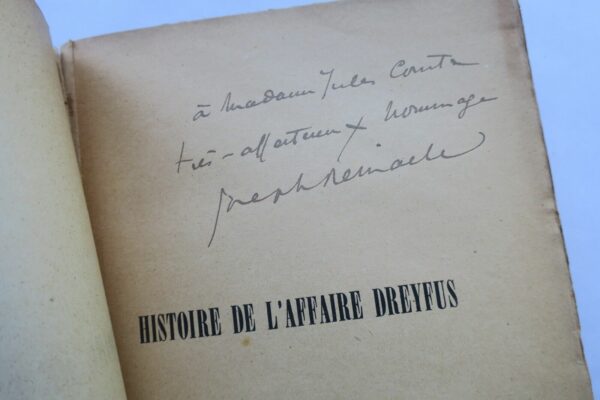 à Madame Jules Comte
très-affectueux hommage
Joseph Reinach
HISTOIRE DE L'AFFAIRE DREYFUS